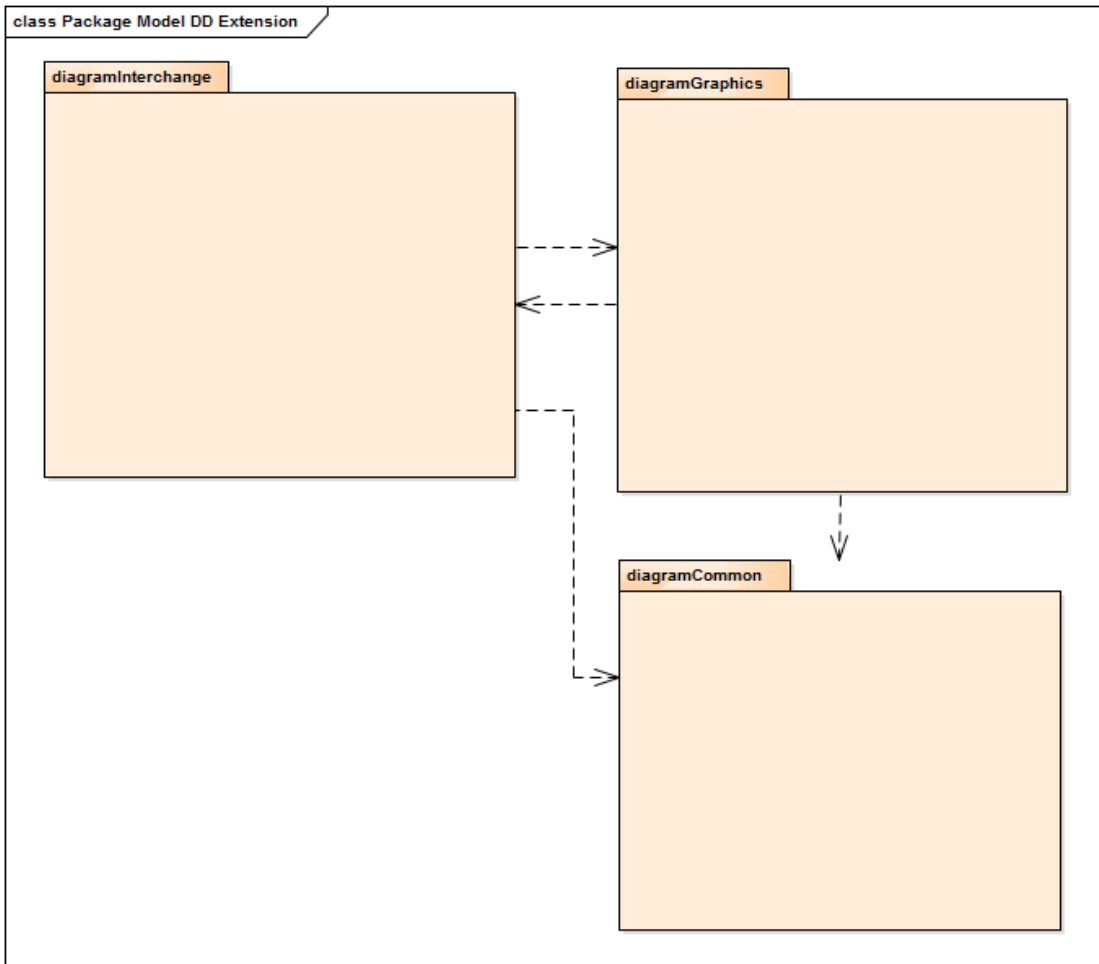 class Package Model DD Extension
diagramInterchange
diagramGraphics
diagramCommon